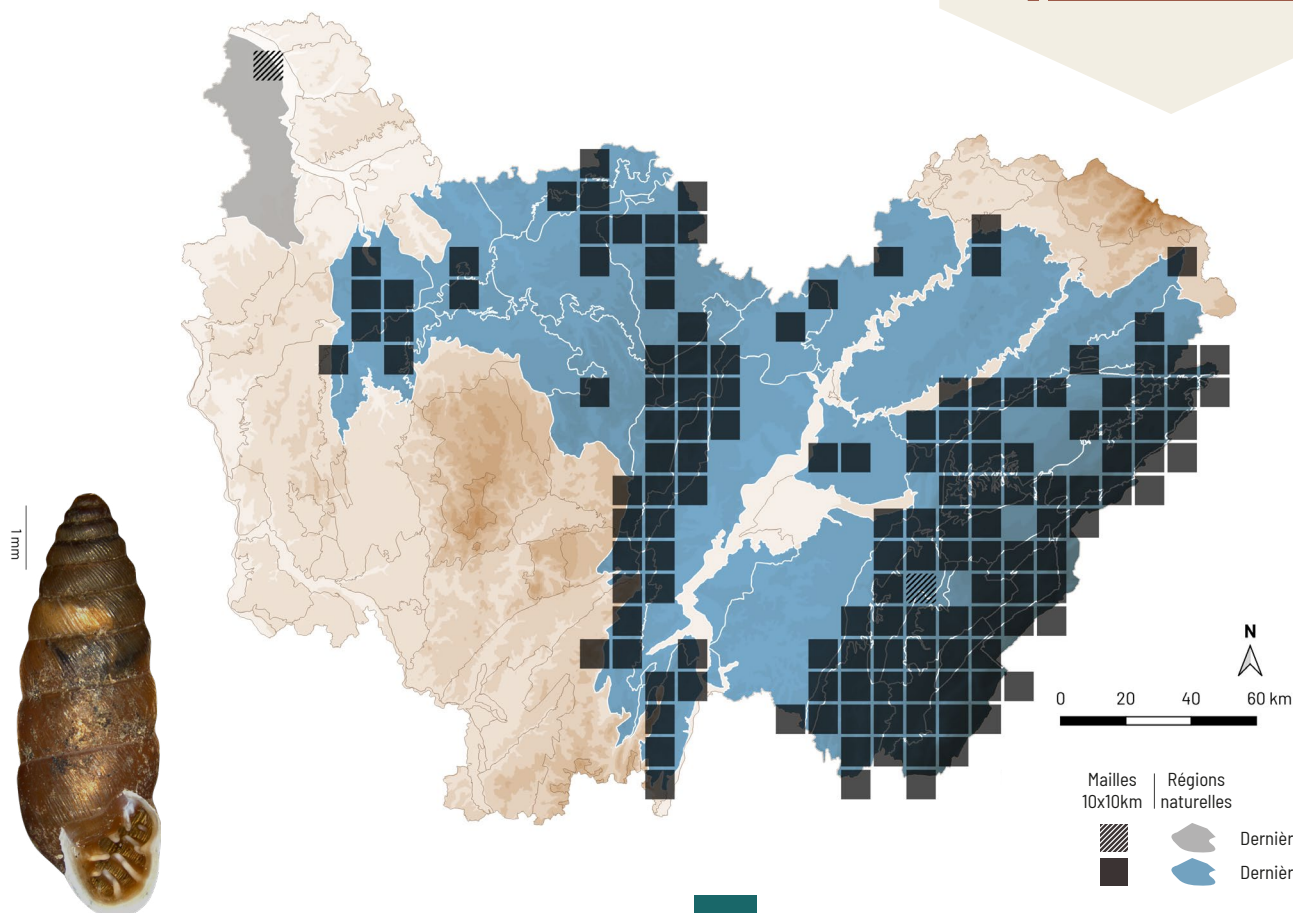 1 mm
N
0 20 40 60 km
Mailles
10x10km
Régions
naturelles
Dernièr
Dernièr